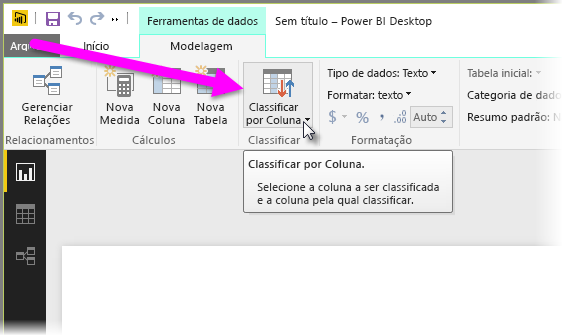 Ferramentas de dados
Sem título – Power BI Desktop
Início
Modelagem
Gerenciar
Relações
Relacionamentos
Nova
Medida
Nova
Coluna
Nova
Tabela
Cálculos
Classificar
por Coluna
Classificar
Tipo de dados: Texto
Formatar: texto
$ % , .00 Auto
Formatação
Tabela inicial:
Categoria de dado
Resumo padrão: N
Classificar por Coluna.
Selecione a coluna a ser classificada
e a coluna pela qual classificar.